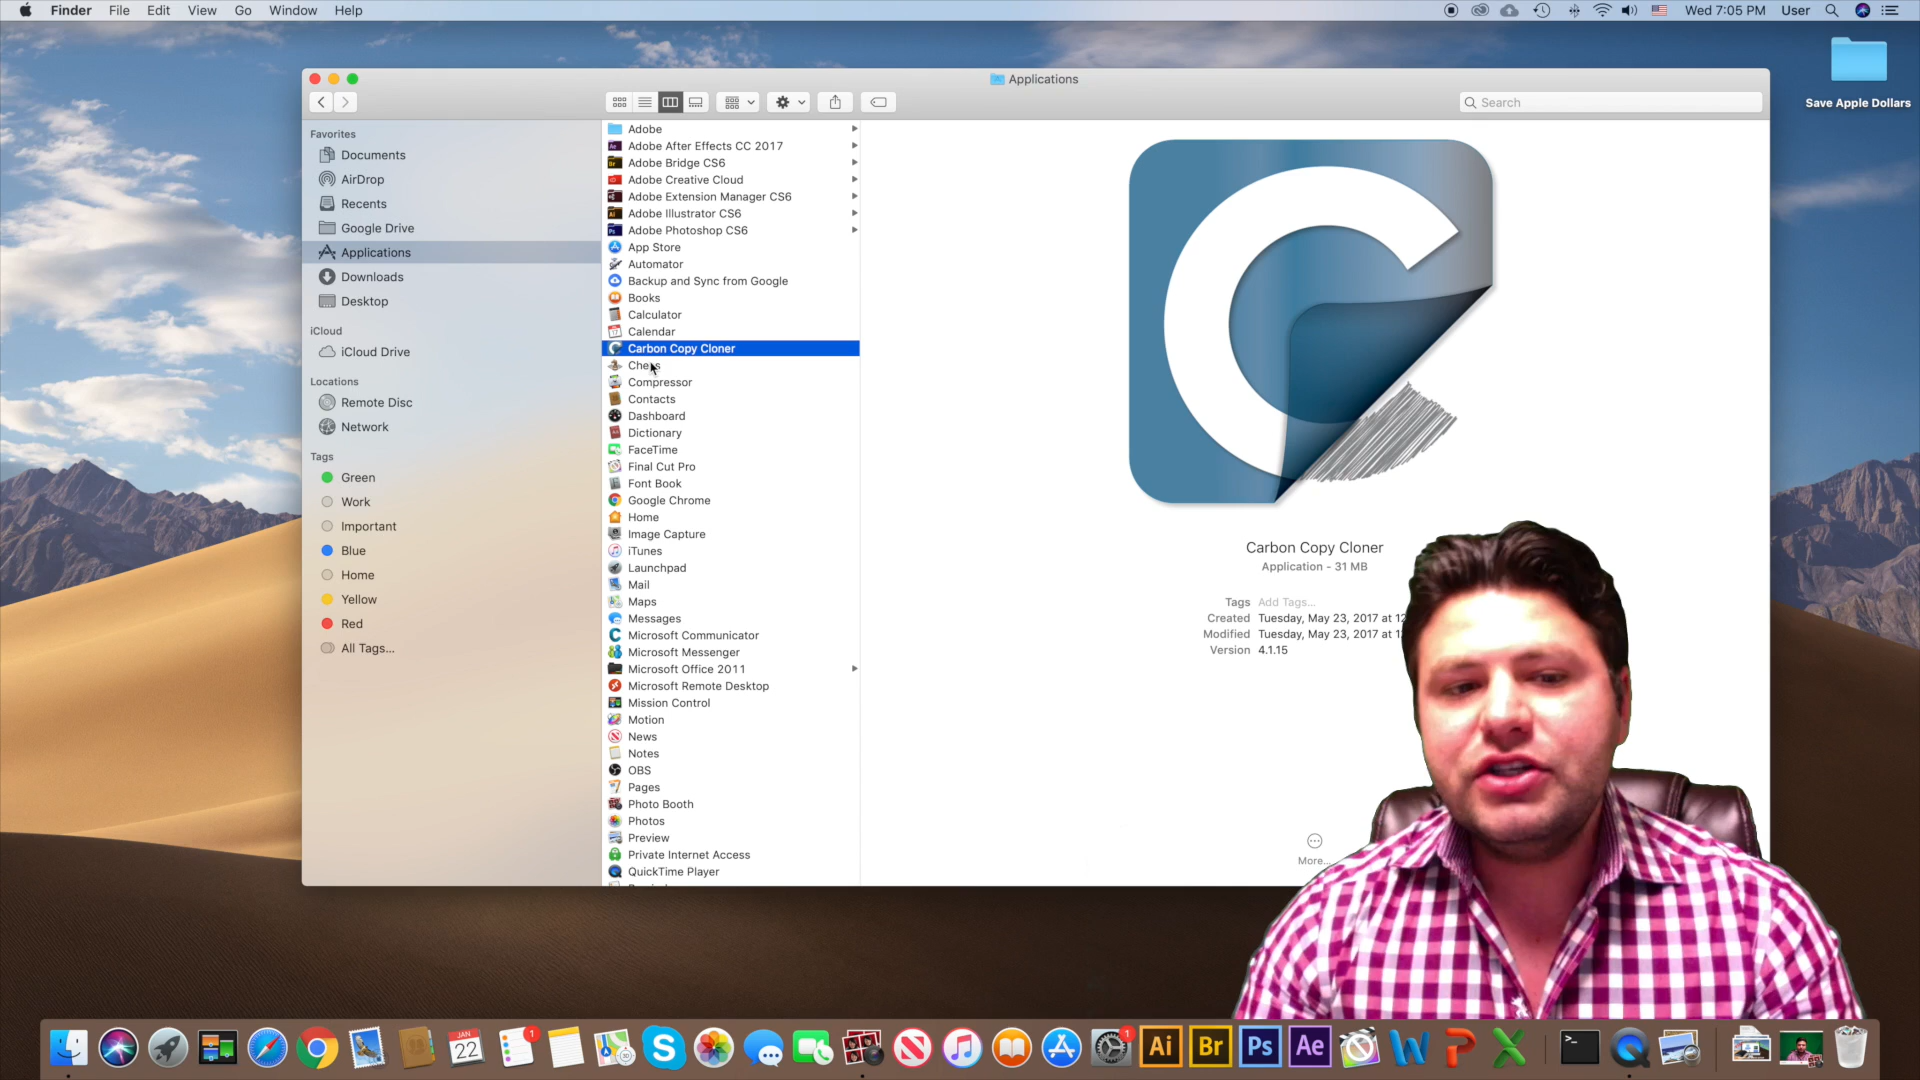 Finder File Edit View Go Window Help
Wed 7:05 PM User
Save Apple Dollars
Applications
Search
Favorites
Documents
AirDrop
Recents
Google Drive
Applications
Downloads
Desktop
iCloud
iCloud Drive
Locations
Remote Disc
Network
Tags
Green
Work
Important
Blue
Home
Yellow
Red
All Tags...
Adobe
Adobe After Effects CC 2017
Adobe Bridge CS6
Adobe Creative Cloud
Adobe Extension Manager CS6
Adobe Illustrator CS6
Adobe Photoshop CS6
App Store
Automator
Backup and Sync from Google
Books
Calculator
Calendar
Carbon Copy Cloner
Chess
Compressor
Contacts
Dashboard
Dictionary
FaceTime
Final Cut Pro
Font Book
Google Chrome
Home
Image Capture
iTunes
Launchpad
Mail
Maps
Messages
Microsoft Communicator
Microsoft Messenger
Microsoft Office 2011
Microsoft Remote Desktop
Mission Control
Motion
News
Notes
OBS
Pages
Photo Booth
Photos
Preview
Private Internet Access
QuickTime Player
Carbon Copy Cloner
Application - 31 MB
Tags Add Tags...
Created Tuesday, May 23, 2017 at
Modified Tuesday, May 23, 2017 at
Version 4.1.15
More...
JAN
22
1
1
Ai
Br
Ps
Ae